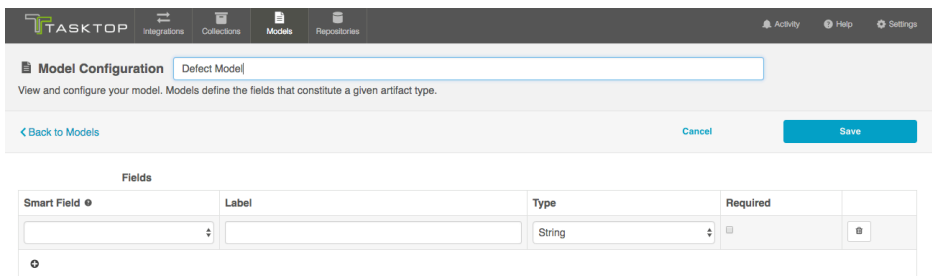 TASKTOP Integrations Collections Models Repositories Activity Help Settings
Model Configuration Defect Model
View and configure your model. Models define the fields that constitute a given artifact type.
Back to Models Cancel Save
Fields
Smart Field Label Type Required
String